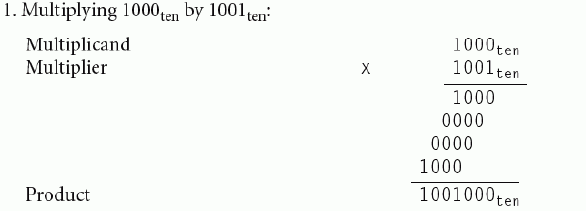 1. Multiplying 1000ten by 1001ten:
Multiplicand 1000ten
Multiplier X 1001ten
1000
0000
0000
1000
Product 1001000ten